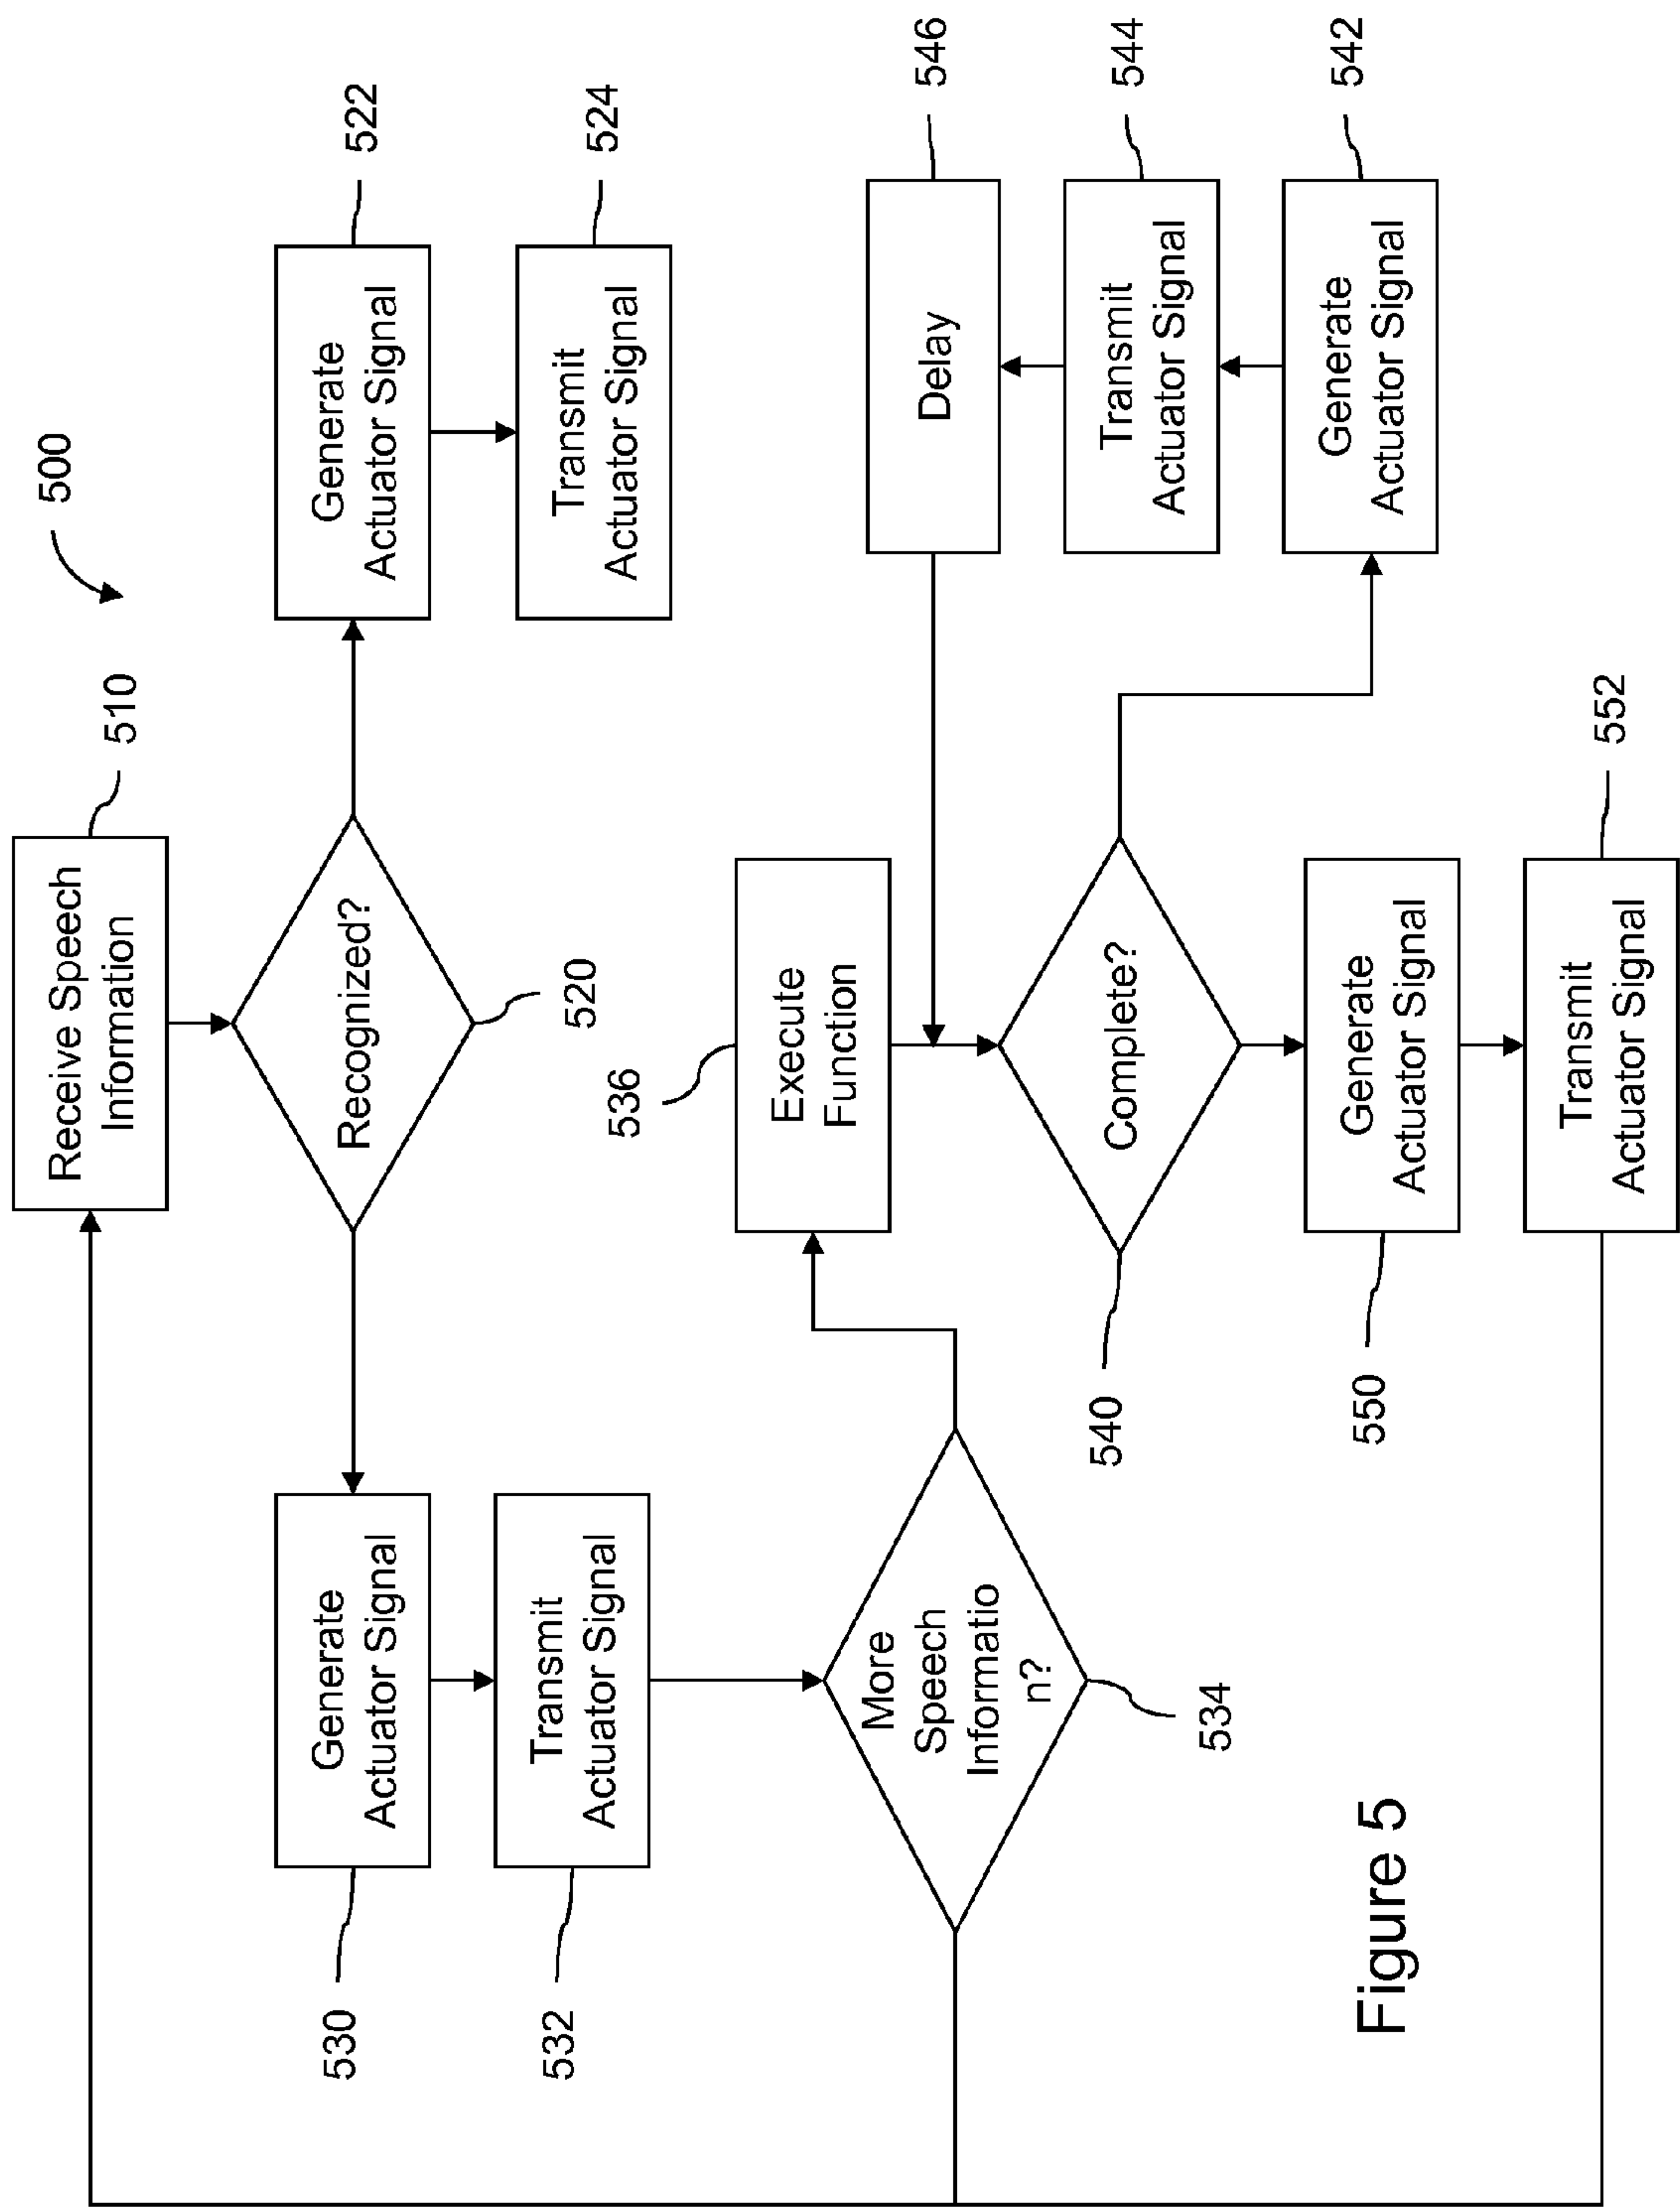 500
Receive Speech
Information
510
Recognized?
520
Generate
Actuator Signal
522
Transmit
Actuator Signal
524
Generate
Actuator Signal
530
Transmit
Actuator Signal
532
More
Speech
Informatio
n?
534
Execute
Function
536
Complete?
540
Delay
546
Transmit
Actuator Signal
544
Generate
Actuator Signal
542
Generate
Actuator Signal
550
Transmit
Actuator Signal
552
Figure 5